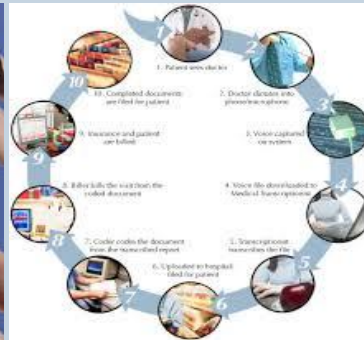 1
1. Patient sees doctor
2
2. Doctor dictates into
phone/microphone
3
3. Voice captured
on system
4
4. Voice file downloaded to
Medical Transcriptionist
5
5. Transcriptionist
transcribes the file
6
6. Uploaded to hospital/
filed for patient
7
7. Coder codes the document
from the transcribed report
8
8. Biller bills the visit from the
coded document
9
9. Insurance and patient
are billed
10
10. Completed documents
are filed for patient